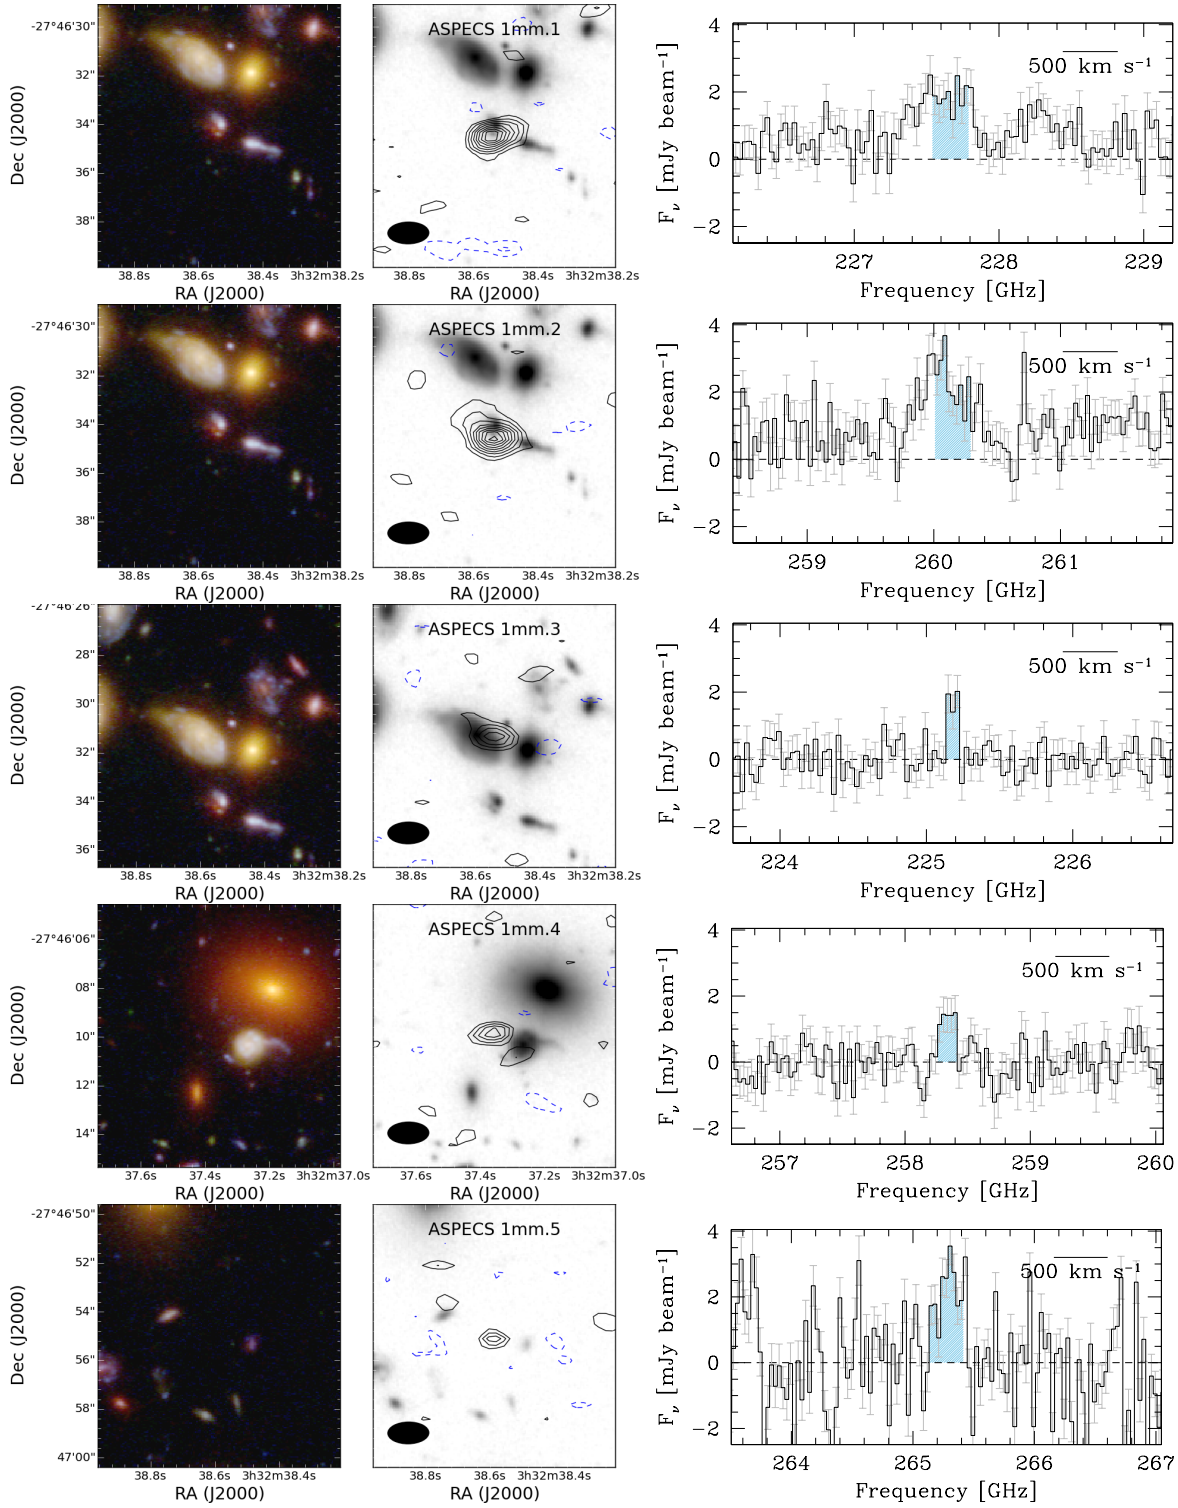 ASPECS 1mm.1
-27°46'30"
32"
34"
36"
38"
Dec (J2000)
38.8s 38.6s 38.4s 3h32m38.2s
RA (J2000)
38.8s 38.6s 38.4s 3h32m38.2s
RA (J2000)
4
2
0
−2
Fν [mJy beam−1]
500 km s−1
227 228 229
Frequency [GHz]
ASPECS 1mm.2
-27°46'30"
32"
34"
36"
38"
Dec (J2000)
38.8s 38.6s 38.4s 3h32m38.2s
RA (J2000)
38.8s 38.6s 38.4s 3h32m38.2s
RA (J2000)
4
2
0
−2
Fν [mJy beam−1]
500 km s−1
259 260 261
Frequency [GHz]
ASPECS 1mm.3
-27°46'26"
28"
30"
32"
34"
36"
Dec (J2000)
38.8s 38.6s 38.4s 3h32m38.2s
RA (J2000)
38.8s 38.6s 38.4s 3h32m38.2s
RA (J2000)
4
2
0
−2
Fν [mJy beam−1]
500 km s−1
224 225 226
Frequency [GHz]
ASPECS 1mm.4
-27°46'06"
08"
10"
12"
14"
Dec (J2000)
37.6s 37.4s 37.2s 3h32m37.0s
RA (J2000)
37.6s 37.4s 37.2s 3h32m37.0s
RA (J2000)
4
2
0
−2
Fν [mJy beam−1]
500 km s−1
257 258 259 260
Frequency [GHz]
ASPECS 1mm.5
-27°46'50"
52"
54"
56"
58"
47'00"
Dec (J2000)
38.8s 38.6s 3h32m38.4s
RA (J2000)
38.8s 38.6s 3h32m38.4s
RA (J2000)
4
2
0
−2
Fν [mJy beam−1]
500 km s−1
264 265 266 267
Frequency [GHz]